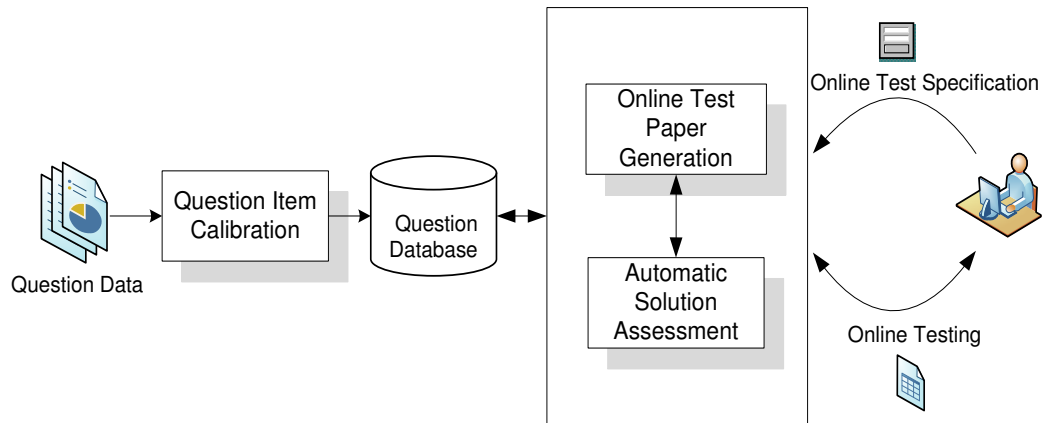 Question Data
Question Item
Calibration
Question
Database
Online Test
Paper
Generation
Automatic
Solution
Assessment
Online Test Specification
Online Testing